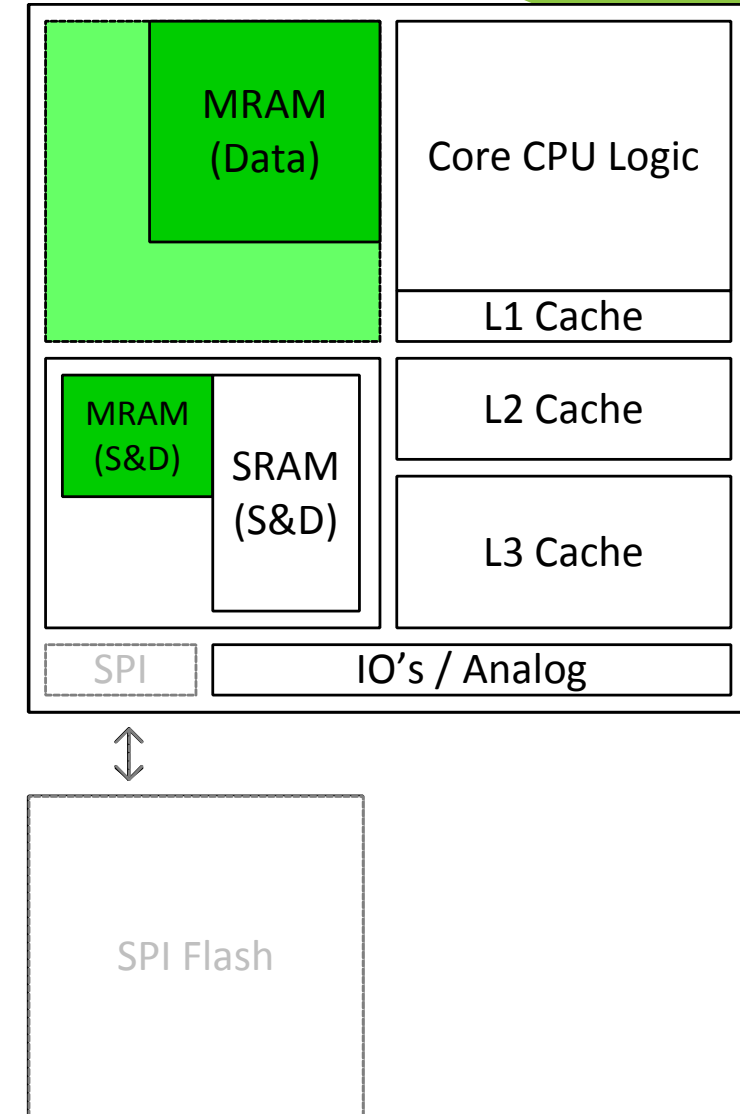 MRAM
(Data)
Core CPU Logic
L1 Cache
MRAM
(S&D)
SRAM
(S&D)
L2 Cache
L3 Cache
SPI
IO's / Analog
SPI Flash